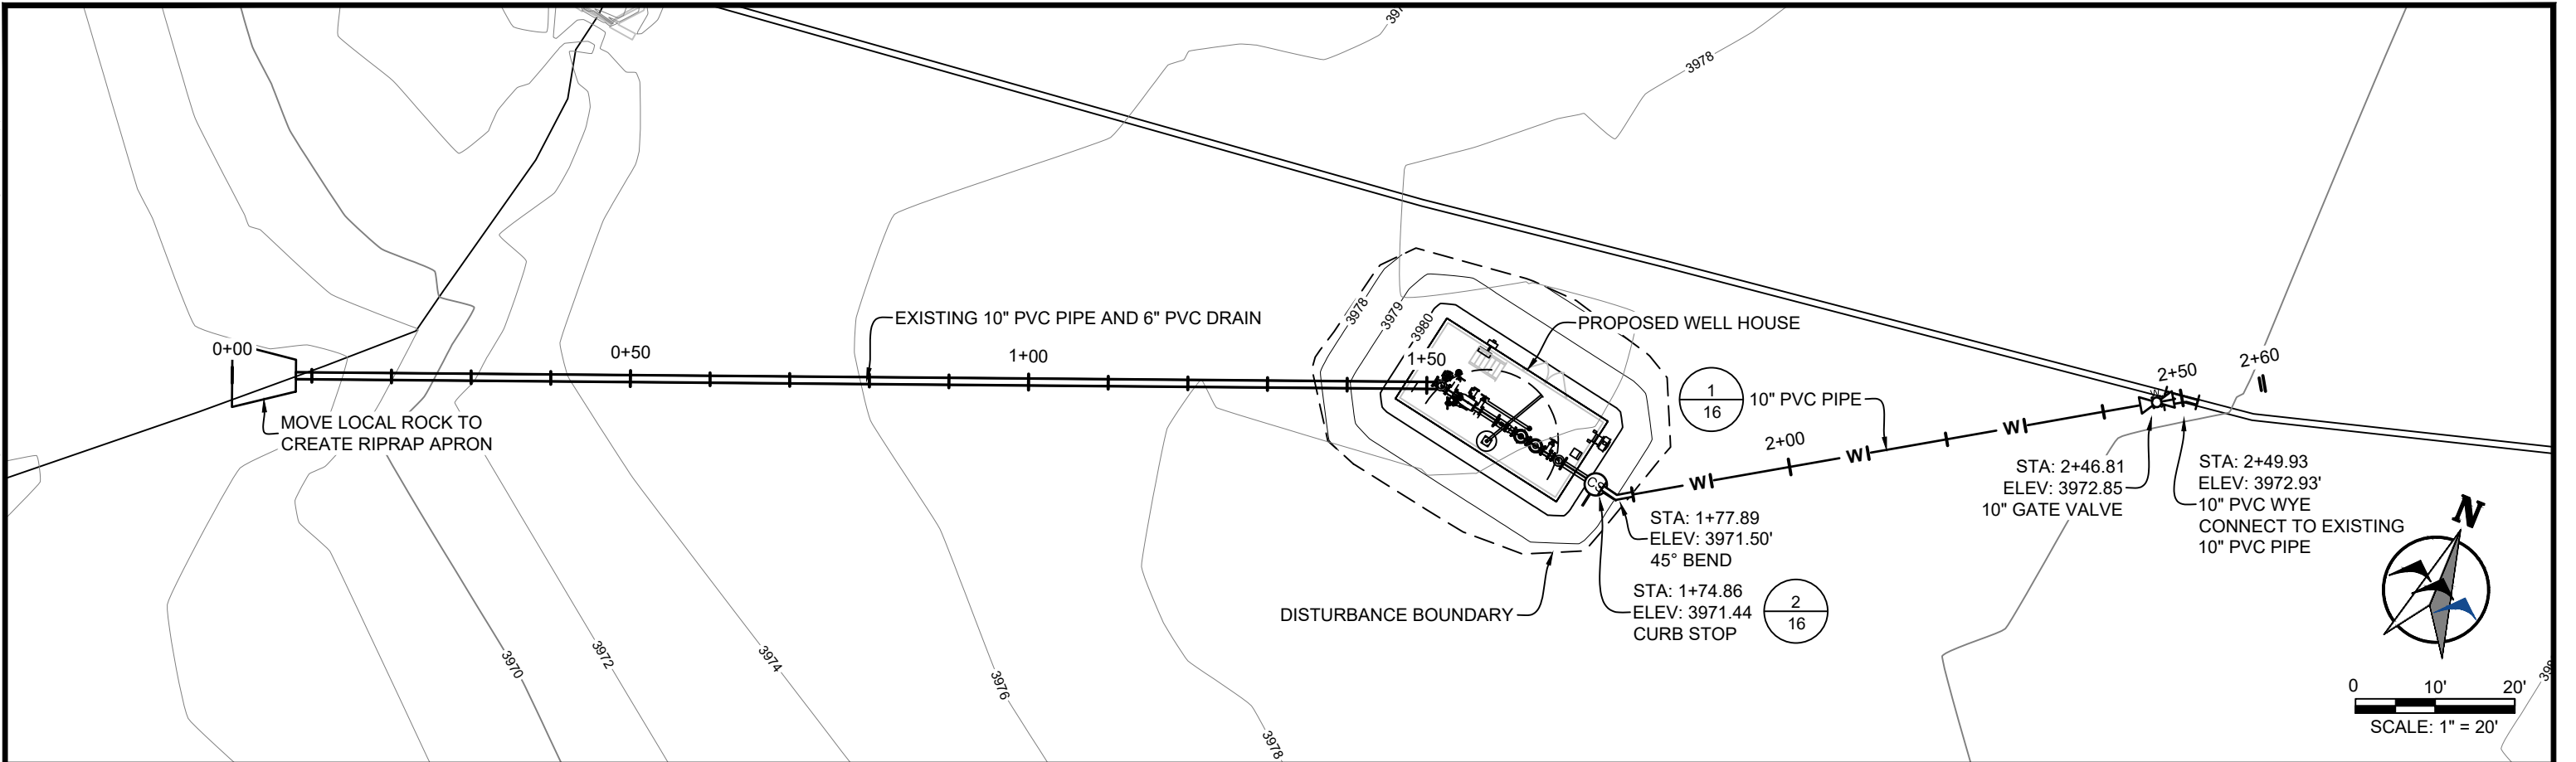 397
3978
EXISTING 10" PVC PIPE AND 6" PVC DRAIN
PROPOSED WELL HOUSE
3978
3979
3980
0+00
0+50
1+00
1+50
2+00
2+50
2+60
1
16
10" PVC PIPE
W
W
W
MOVE LOCAL ROCK TO
CREATE RIPRAP APRON
CS
STA: 1+77.89
ELEV: 3971.50'
45° BEND
STA: 1+74.86
ELEV: 3971.44
CURB STOP
2
16
DISTURBANCE BOUNDARY
STA: 2+46.81
ELEV: 3972.85
10" GATE VALVE
STA: 2+49.93
ELEV: 3972.93'
10" PVC WYE
CONNECT TO EXISTING
10" PVC PIPE
N
3970
3972
3974
3976
3978
398
0 10' 20'
SCALE: 1" = 20'